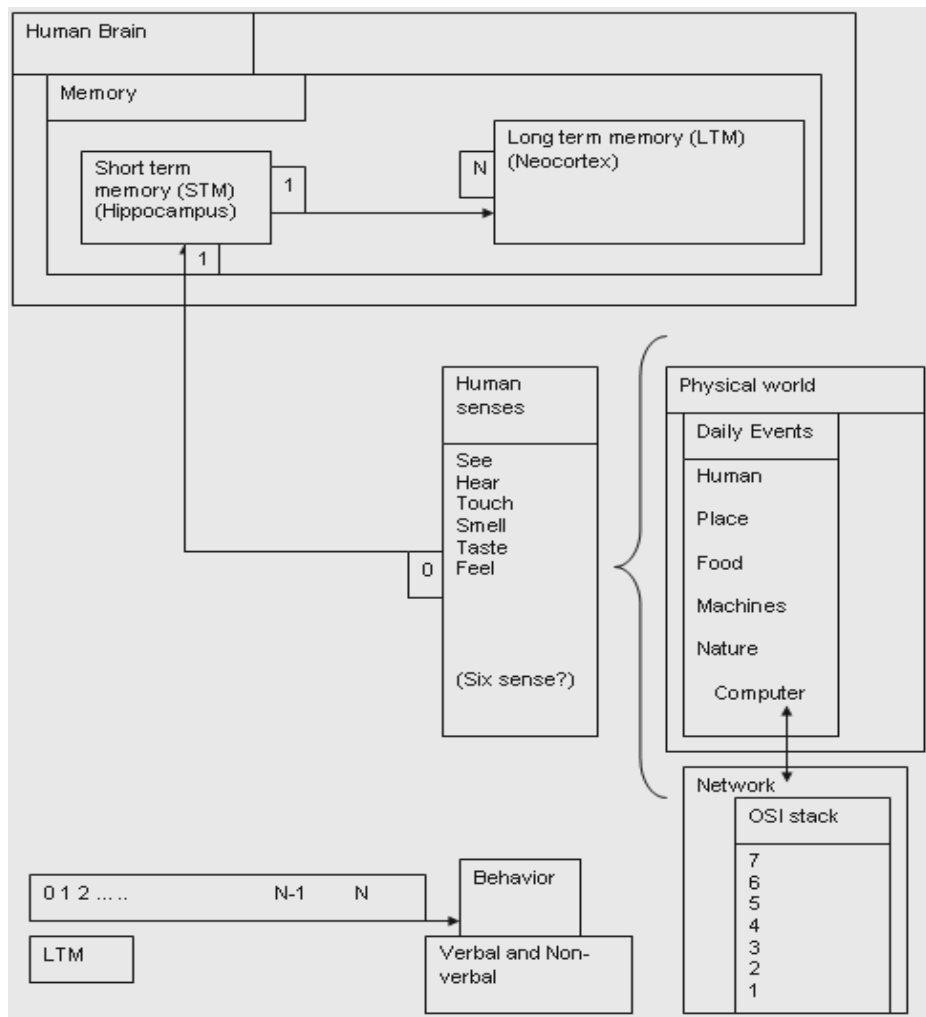 Human Brain
Memory
Short term
memory (STM)
(Hippocampus)
1
1
N
Long term memory (LTM)
(Neocortex)
Human
senses
See
Hear
Touch
Smell
Taste
Feel
(Six sense?)
0
Physical world
Daily Events
Human
Place
Food
Machines
Nature
Computer
Network
OSI stack
7
6
5
4
3
2
1
0 1 2 ..... N-1 N
LTM
Behavior
Verbal and Non-
verbal